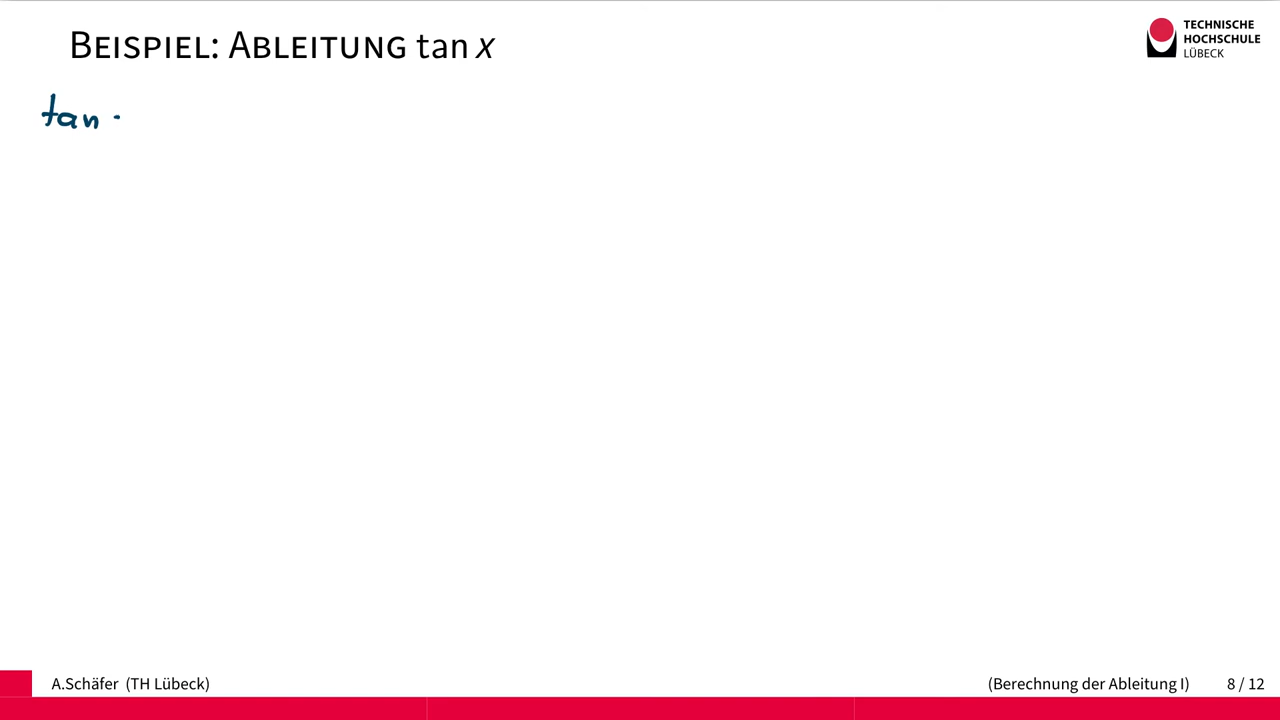 BEISPIEL: ABLEITUNG tan x
TECHNISCHE
HOCHSCHULE
LÜBECK
tan
A.Schäfer (TH Lübeck)
(Berechnung der Ableitung I)
8 / 12